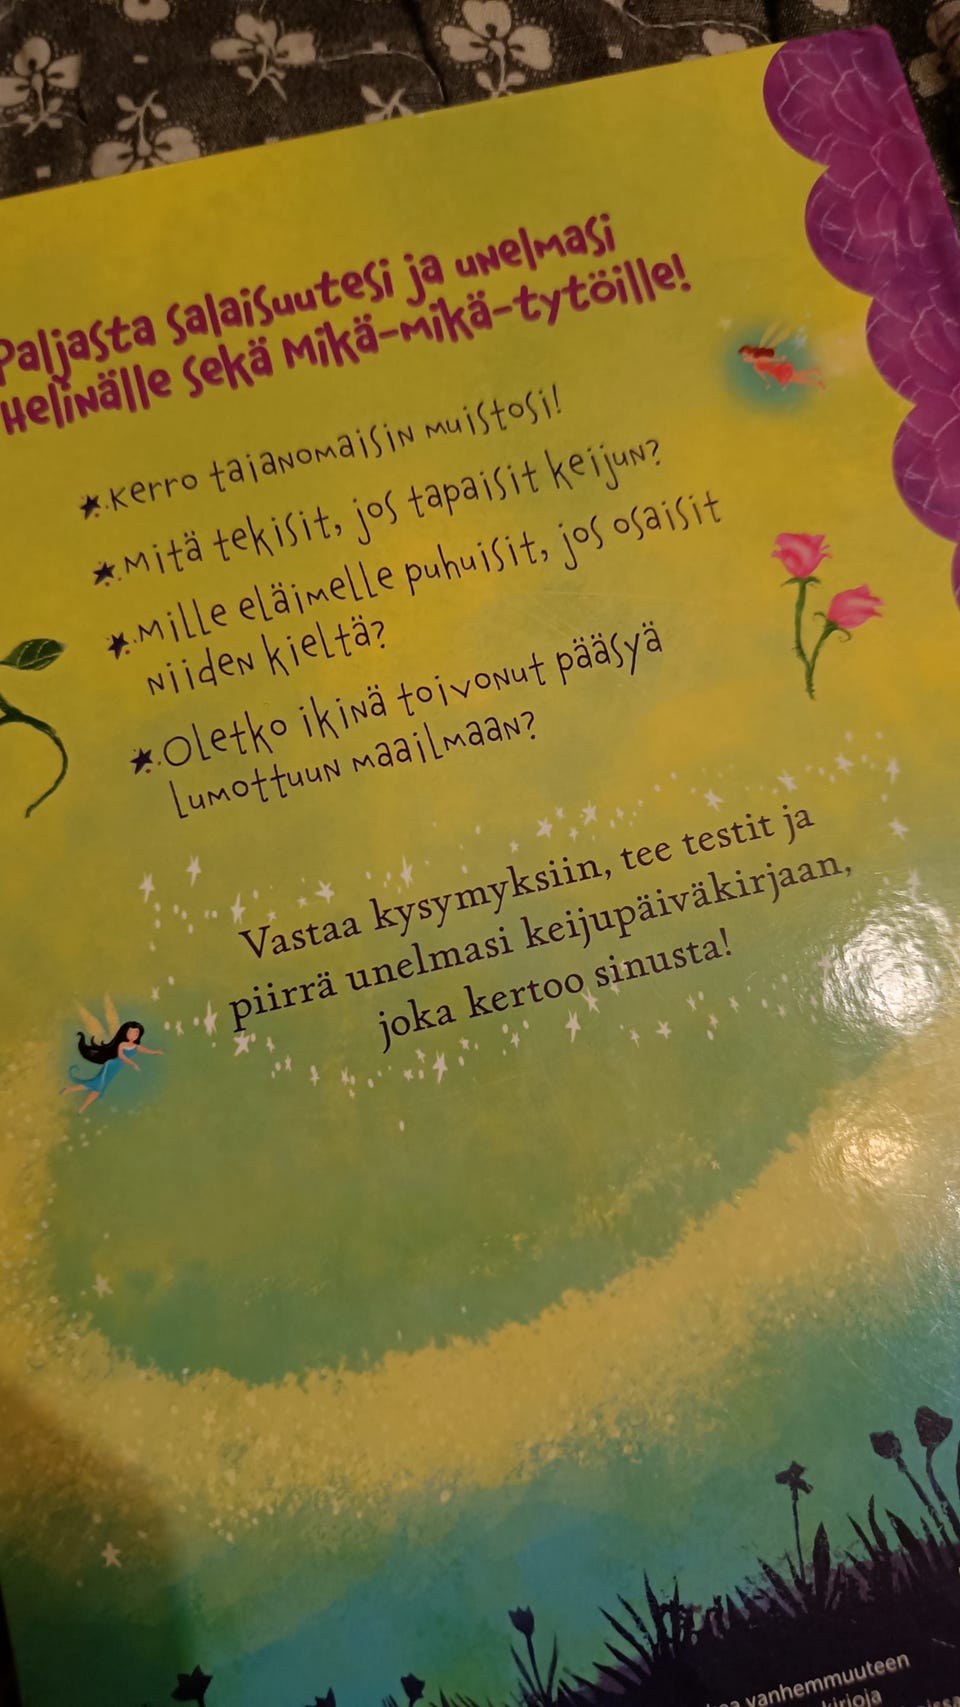 Paljasta salaisuutesi ja unelmasi
Helinälle sekä Mikä-Mikä-tytöille!
Kerro taianomaisin muistosi!
Mitä tekisit, jos tapaisit keijun?
Mille eläimelle puhuisit, jos osaisit
niiden kieltä?
Oletko ikinä toivonut pääsyä
lumottuun maailmaan?
Vastaa kysymyksiin, tee testit ja
piirrä unelmasi keijupäiväkirjaan,
joka kertoo sinusta!
vanhemmuuteen